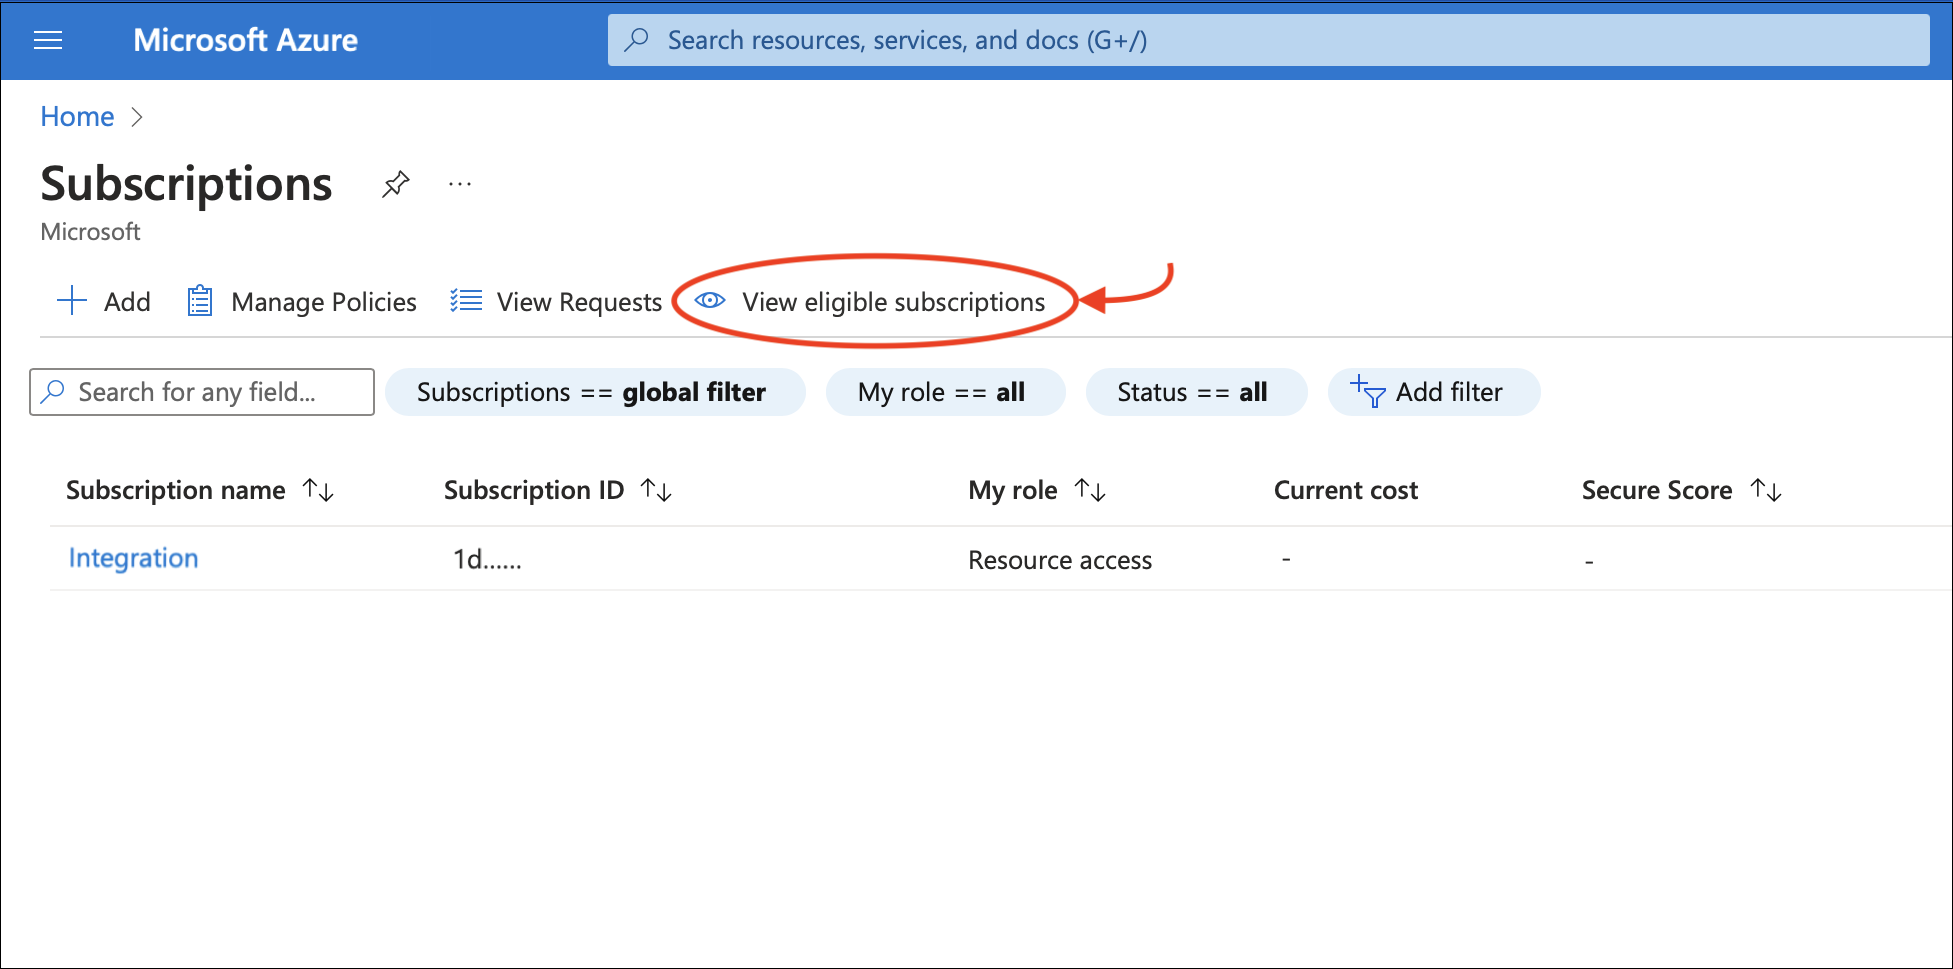 Microsoft Azure
Search resources, services, and docs (G+/)
Home
Subscriptions
...
Microsoft
Add Manage Policies View Requests View eligible subscriptions
Search for any field... Subscriptions == global filter My role == all Status == all Add filter
Subscription name Subscription ID My role Current cost Secure Score
Integration 1d...... Resource access - -